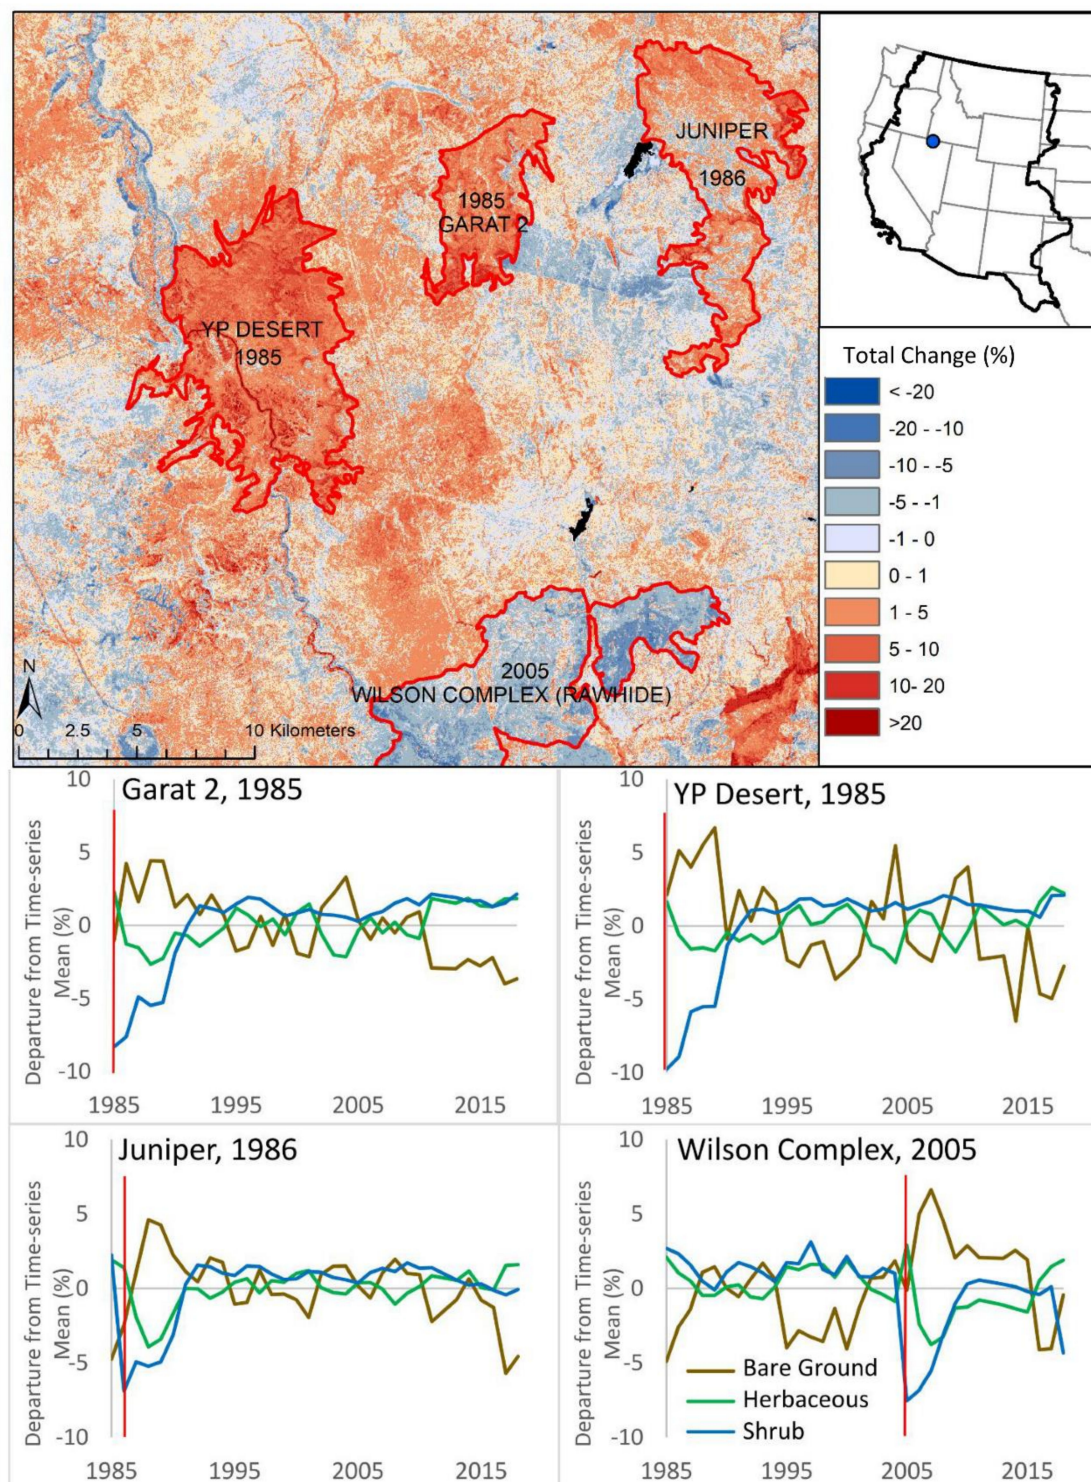 JUNIPER
1986
1985
GARAT 2
YP DESERT
1985
2005
WILSON COMPLEX (RAWHIDE)
N
0 2.5 5 10 Kilometers
Total Change (%)
< -20
-20 - -10
-10 - -5
-5 - -1
-1 - 0
0 - 1
1 - 5
5 - 10
10- 20
>20
Garat 2, 1985
Departure from Time-series
Mean (%)
10
5
0
-5
-10
1985 1995 2005 2015
YP Desert, 1985
Departure from Time-series
Mean (%)
10
5
0
-5
-10
1985 1995 2005 2015
Juniper, 1986
Departure from Time-series
Mean (%)
10
5
0
-5
-10
1985 1995 2005 2015
Wilson Complex, 2005
Departure from Time-series
Mean (%)
10
5
0
-5
-10
Bare Ground
Herbaceous
Shrub
1985 1995 2005 2015